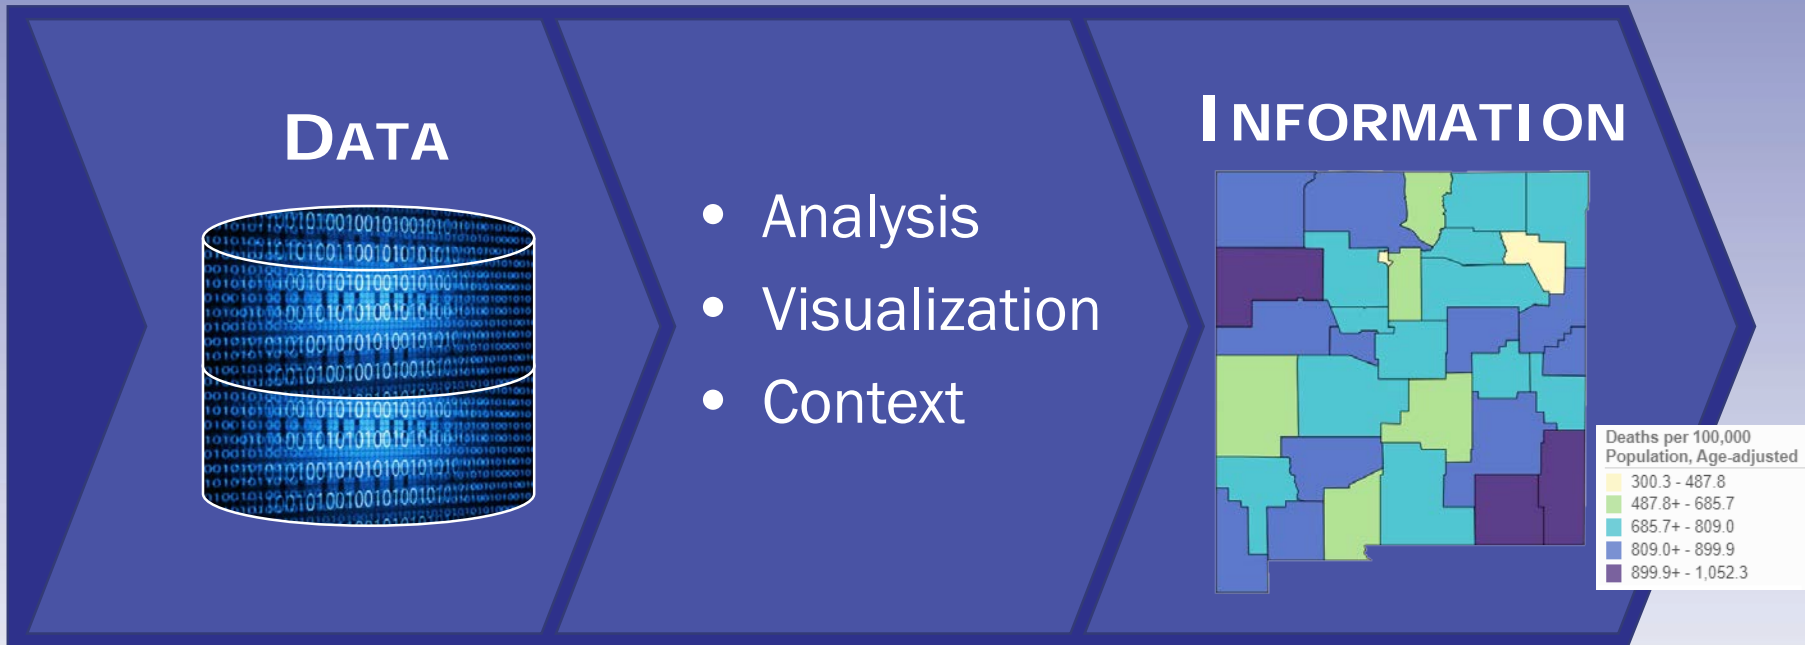 DATA
• Analysis
• Visualization
• Context
INFORMATION
Deaths per 100,000
Population, Age-adjusted
300.3 - 487.8
487.8+ - 685.7
685.7+ - 809.0
809.0+ - 899.9
899.9+ - 1,052.3